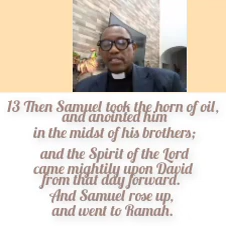 13 Then Samuel took the horn of oil,
and anointed him
in the midst of his brothers;
and the Spirit of the Lord
came mightily upon David
from that day forward.
And Samuel rose up,
and went to Ramah.